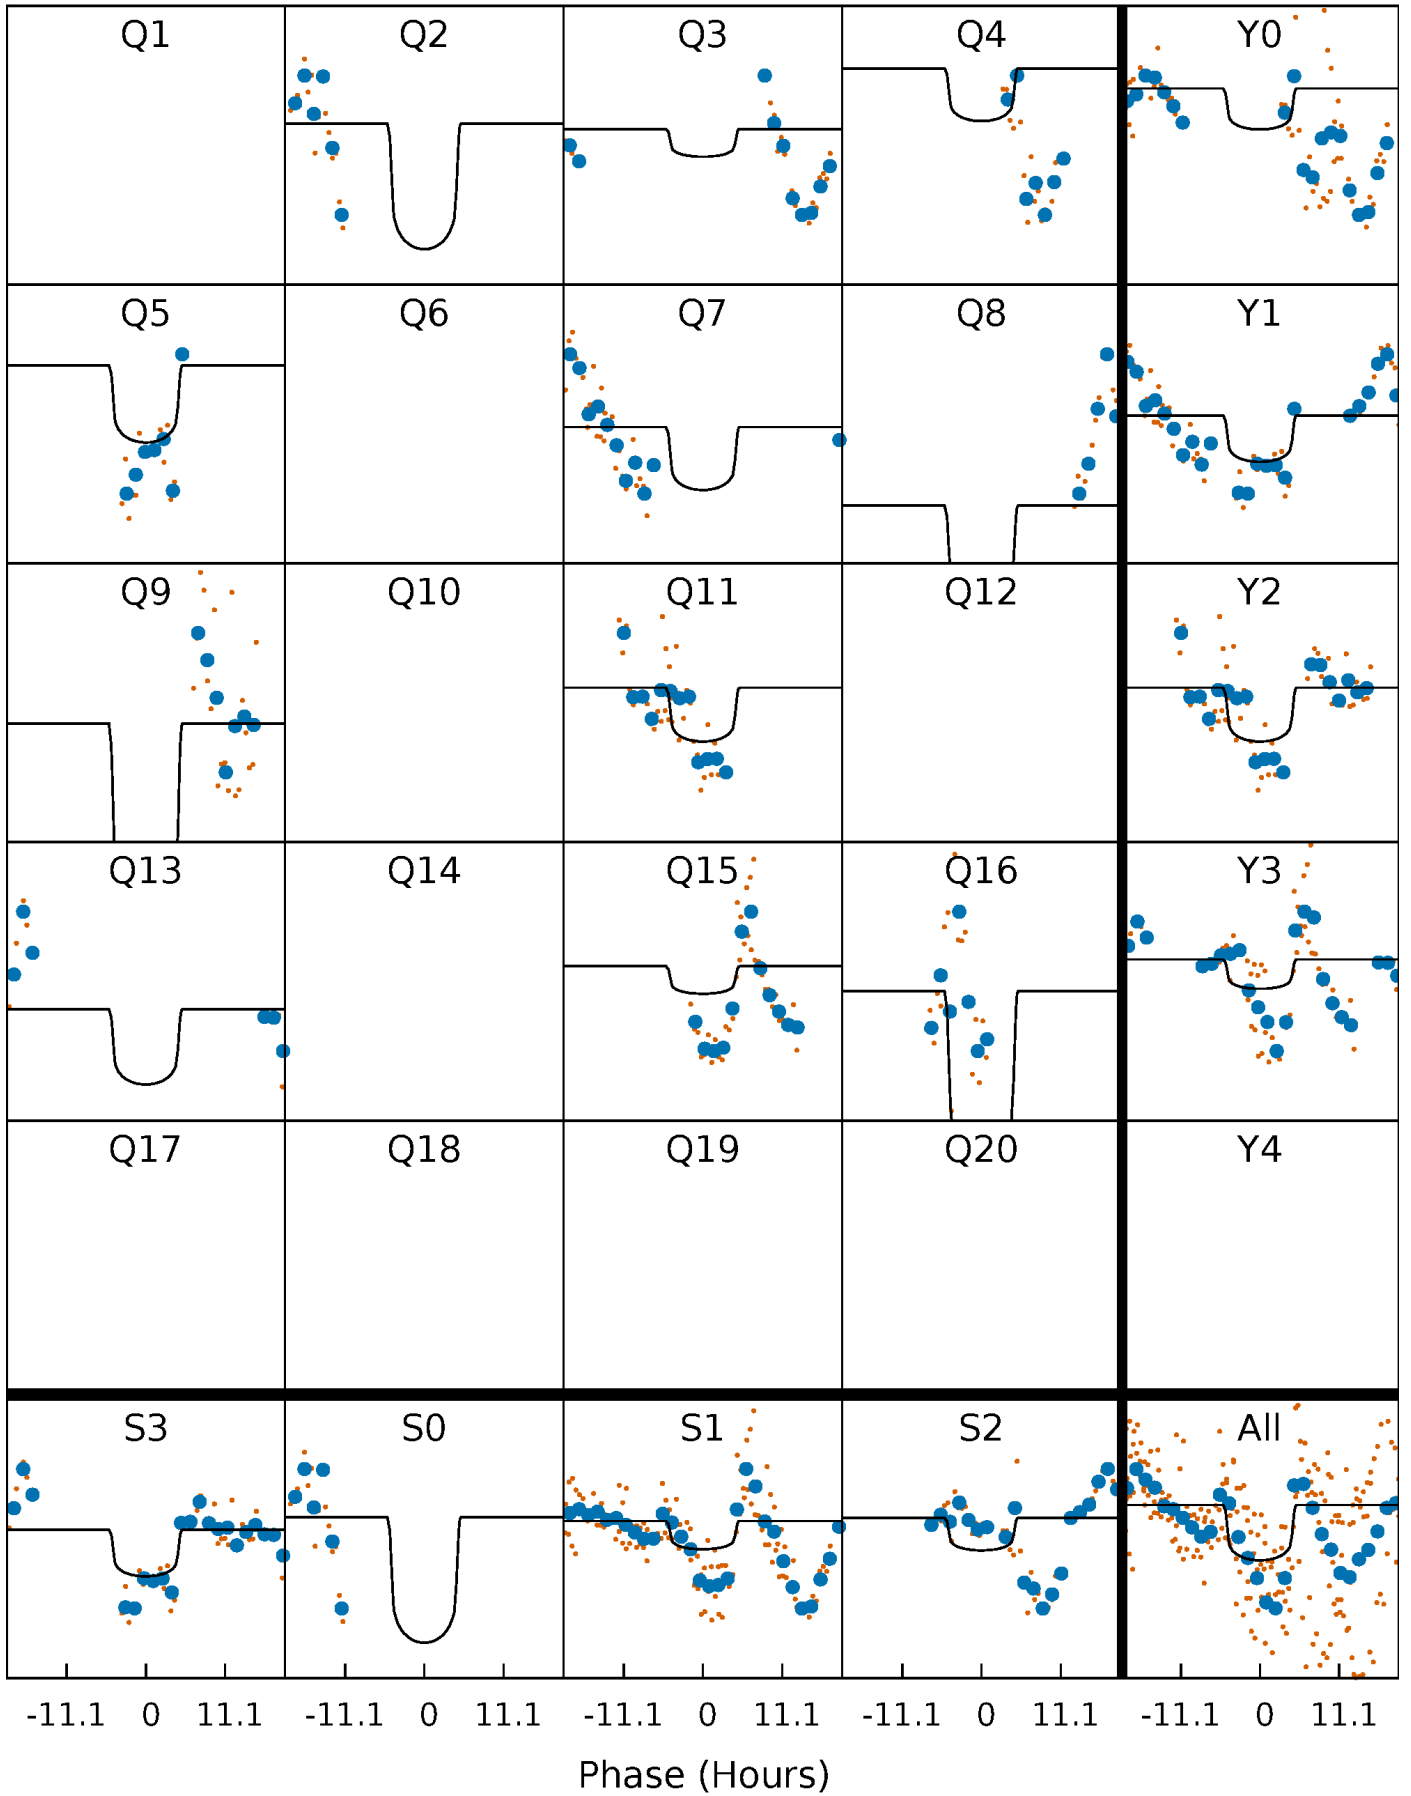 Q1 Q2 Q3 Q4 Y0
Q5 Q6 Q7 Q8 Y1
Q9 Q10 Q11 Q12 Y2
Q13 Q14 Q15 Q16 Y3
Q17 Q18 Q19 Q20 Y4
S3 S0 S1 S2 All
-11.1 0 11.1 -11.1 0 11.1 -11.1 0 11.1 -11.1 0 11.1 -11.1 0 11.1
Phase (Hours)